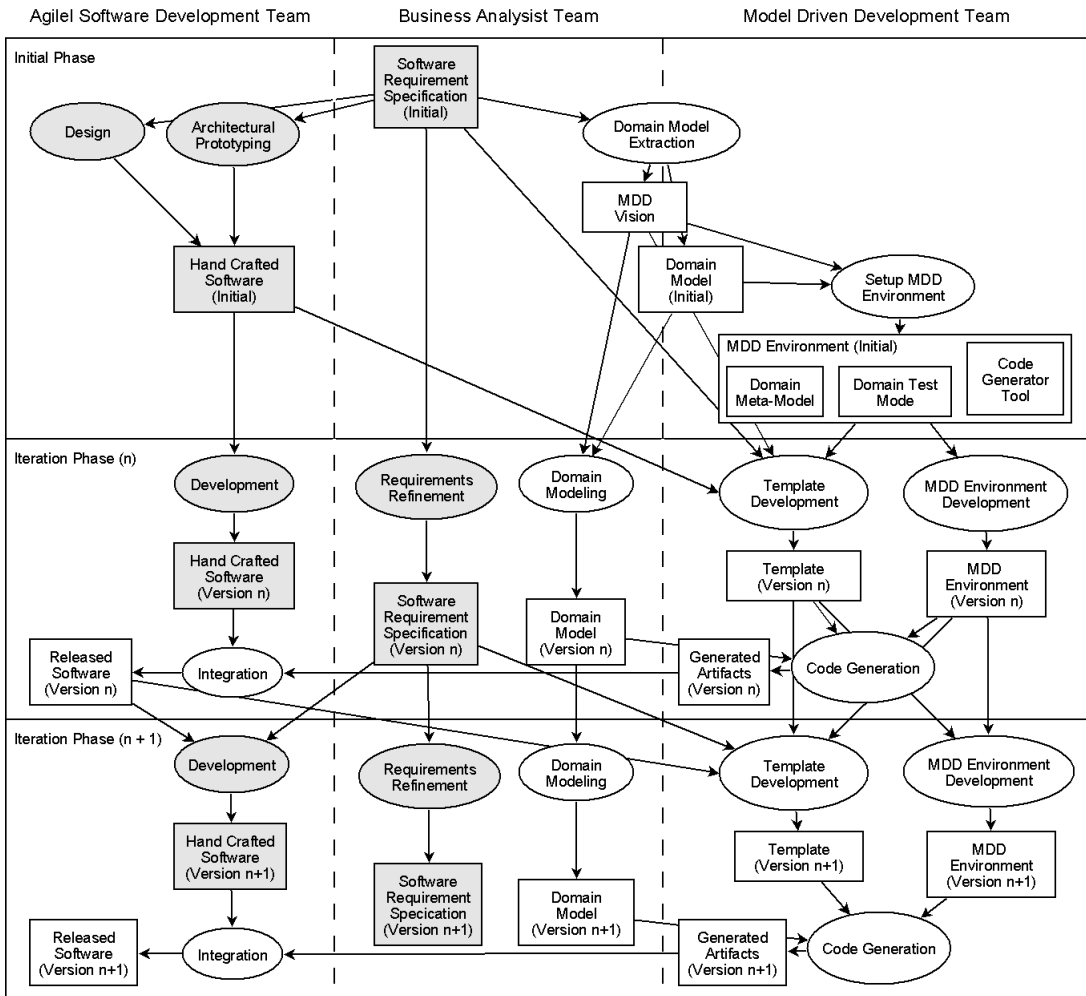 Agilel Software Development Team
Business Analysist Team
Model Driven Development Team
Initial Phase
Software
Requirement
Specification
(Initial)
Design
Architectural
Prototyping
Domain Model
Extraction
MDD
Vision
Hand Crafted
Software
(Initial)
Domain
Model
(Initial)
Setup MDD
Environment
MDD Environment (Initial)
Domain
Meta-Model
Domain Test
Mode
Code
Generator
Tool
Iteration Phase (n)
Development
Requirements
Refinement
Domain
Modeling
Template
Development
MDD Environment
Development
Hand Crafted
Software
(Version n)
Software
Requirement
Specification
(Version n)
Domain
Model
(Version n)
Template
(Version n)
MDD
Environment
(Version n)
Released
Software
(Version n)
Integration
Generated
Artifacts
(Version n)
Code Generation
Iteration Phase (n + 1)
Development
Requirements
Refinement
Domain
Modeling
Template
Development
MDD Environment
Development
Hand Crafted
Software
(Version n+1)
Software
Requirement
Specication
(Version n+1)
Domain
Model
(Version n+1)
Template
(Version n+1)
MDD
Environment
(Version n+1)
Released
Software
(Version n+1)
Integration
Generated
Artifacts
(Version n+1)
Code Generation